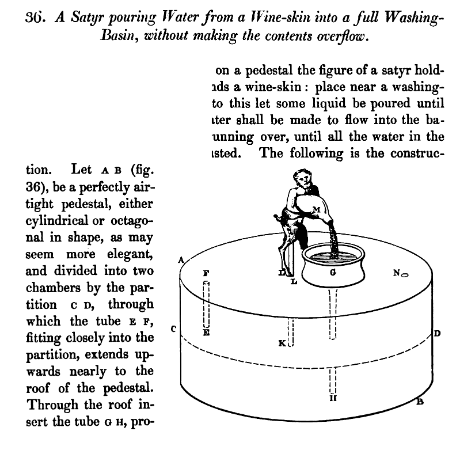 36. A Satyr pouring Water from a Wine-skin into a full Washing-
Basin, without making the contents overflow.
on a pedestal the figure of a satyr hold-
a wine-skin : place near a washing-
to this let some liquid be poured until
shall be made to flow into the ba-
over, until all the water in the
The following is the construc-
tion. Let A B (fig.
36), be a perfectly air-
tight pedestal, either
cylindrical or octago-
nal in shape, as may
seem more elegant,
and divided into two
chambers by the par-
tition C D, through
which the tube E F,
fitting closely into the
partition, extends up-
wards nearly to the
roof of the pedestal.
Through the roof in-
sert the tube G H, pro-
M
A
F
L
G
N
C
E
K
D
H
B